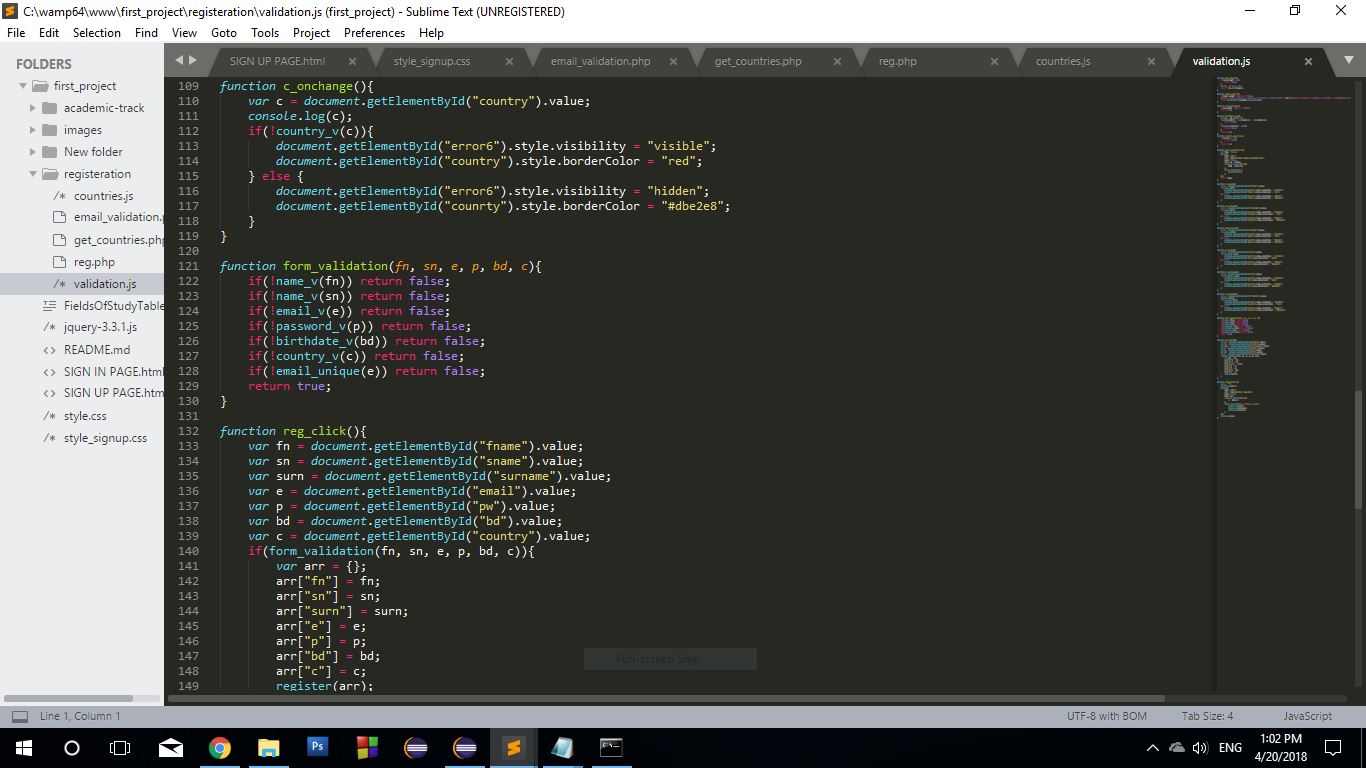 C:\wamp64\www\first_project\registeration\validation.js (first_project) - Sublime Text (UNREGISTERED)
File Edit Selection Find View Goto Tools Project Preferences Help
FOLDERS
first_project
academic-track
images
New folder
registeration
countries.js
email_validation.p
get_countries.php
reg.php
validation.js
FieldsOfStudyTable
jquery-3.3.1.js
README.md
SIGN IN PAGE.html
SIGN UP PAGE.htm
style.css
style_signup.css
SIGN UP PAGE.html style_signup.css email_validation.php get_countries.php reg.php countries.js validation.js
109 function c_onchange(){
110 var c = document.getElementById("country").value;
111 console.log(c);
112 if(!country_v(c)){
113 document.getElementById("error6").style.visibility = "visible";
114 document.getElementById("country").style.borderColor = "red";
115 } else {
116 document.getElementById("error6").style.visibility = "hidden";
117 document.getElementById("counrty").style.borderColor = "#dbe2e8";
118 }
119 }
120
121 function form_validation(fn, sn, e, p, bd, c){
122 if(!name_v(fn)) return false;
123 if(!name_v(sn)) return false;
124 if(!email_v(e)) return false;
125 if(!password_v(p)) return false;
126 if(!birthdate_v(bd)) return false;
127 if(!country_v(c)) return false;
128 if(!email_unique(e)) return false;
129 return true;
130 }
131
132 function reg_click(){
133 var fn = document.getElementById("fname").value;
134 var sn = document.getElementById("sname").value;
135 var surn = document.getElementById("surname").value;
136 var e = document.getElementById("email").value;
137 var p = document.getElementById("pw").value;
138 var bd = document.getElementById("bd").value;
139 var c = document.getElementById("country").value;
140 if(form_validation(fn, sn, e, p, bd, c)){
141 var arr = {};
142 arr["fn"] = fn;
143 arr["sn"] = sn;
144 arr["surn"] = surn;
145 arr["e"] = e;
146 arr["p"] = p;
147 arr["bd"] = bd;
148 arr["c"] = c;
149 register(arr);
Full-screen Snip
Line 1, Column 1 UTF-8 with BOM Tab Size: 4 JavaScript
Ps
ENG
1:02 PM
4/20/2018